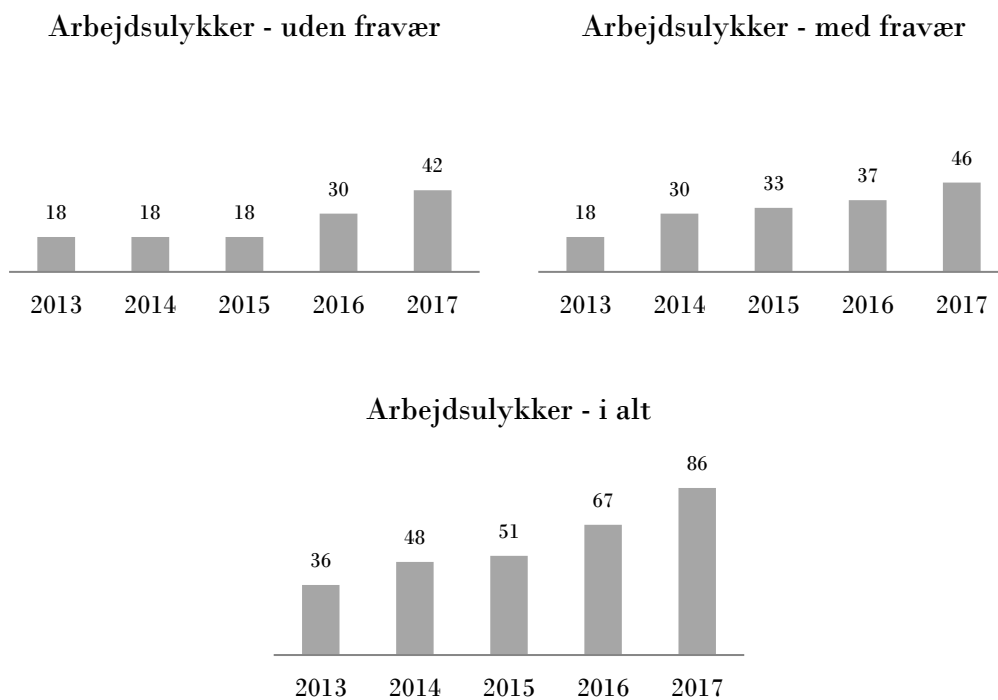 Arbejdsulykker - uden fravær
42
30
18 18 18
2013 2014 2015 2016 2017
Arbejdsulykker - med fravær
46
37
33
30
18
2013 2014 2015 2016 2017
Arbejdsulykker - i alt
86
67
51
48
36
2013 2014 2015 2016 2017